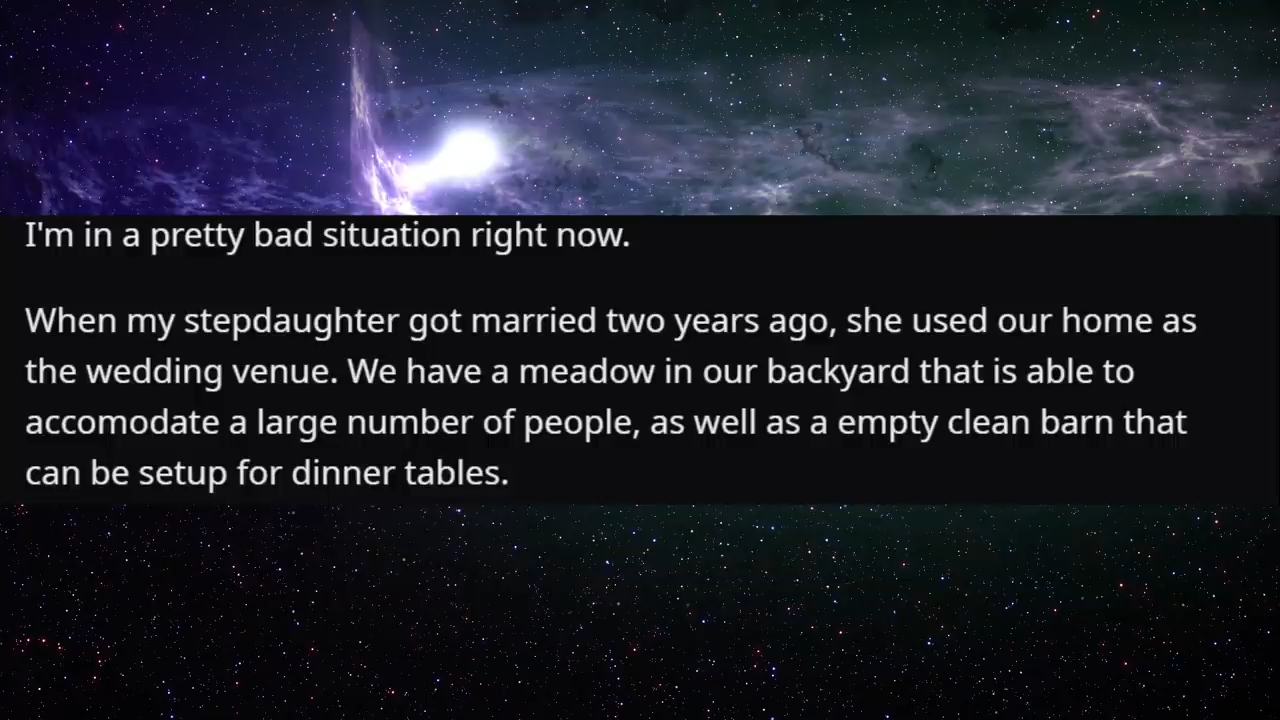 I'm in a pretty bad situation right now.
When my stepdaughter got married two years ago, she used our home as
the wedding venue. We have a meadow in our backyard that is able to
accomodate a large number of people, as well as a empty clean barn that
can be setup for dinner tables.